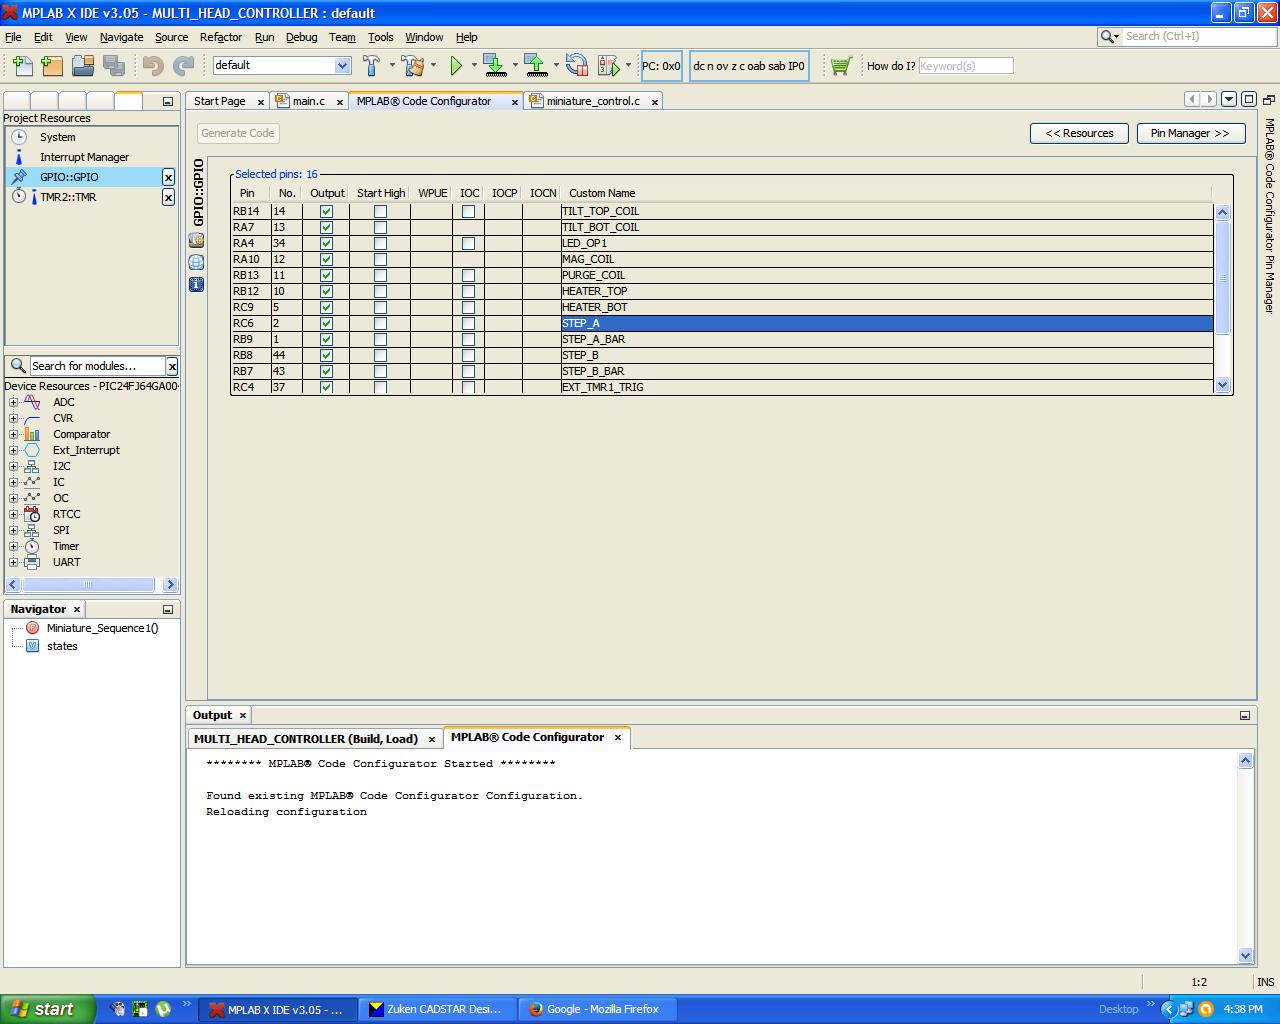 MPLAB X IDE v3.05 - MULTI_HEAD_CONTROLLER : default
File Edit View Navigate Source Refactor Run Debug Team Tools Window Help
Search (Ctrl+I)
default
PC: 0x0
dc n ov z c oab sab IP0
How do I? Keyword(s)
Start Page × main.c × MPLAB® Code Configurator × miniature_control.c ×
Project Resources
System
Interrupt Manager
GPIO::GPIO x
TMR2::TMR x
Search for modules... x
Device Resources - PIC24FJ64GA00
ADC
CVR
Comparator
Ext_Interrupt
I2C
IC
OC
RTCC
SPI
Timer
UART
Navigator ×
Miniature_Sequence1()
states
Generate Code
<< Resources
Pin Manager >>
GPIO::GPIO
Selected pins: 16
Pin No. Output Start High WPUE IOC IOCP IOCN Custom Name
RB14 14 TILT_TOP_COIL
RA7 13 TILT_BOT_COIL
RA4 34 LED_OP1
RA10 12 MAG_COIL
RB13 11 PURGE_COIL
RB12 10 HEATER_TOP
RC9 5 HEATER_BOT
RC6 2 STEP_A
RB9 1 STEP_A_BAR
RB8 44 STEP_B
RB7 43 STEP_B_BAR
RC4 37 EXT_TMR1_TRIG
MPLAB® Code Configurator Pin Manager
Output ×
MULTI_HEAD_CONTROLLER (Build, Load) × MPLAB® Code Configurator ×
******** MPLAB® Code Configurator Started ********
Found existing MPLAB® Code Configurator Configuration.
Reloading configuration
1:2 INS
start
MPLAB X IDE v3.05 - ...
Zuken CADSTAR Desi...
Google - Mozilla Firefox
Desktop
4:38 PM